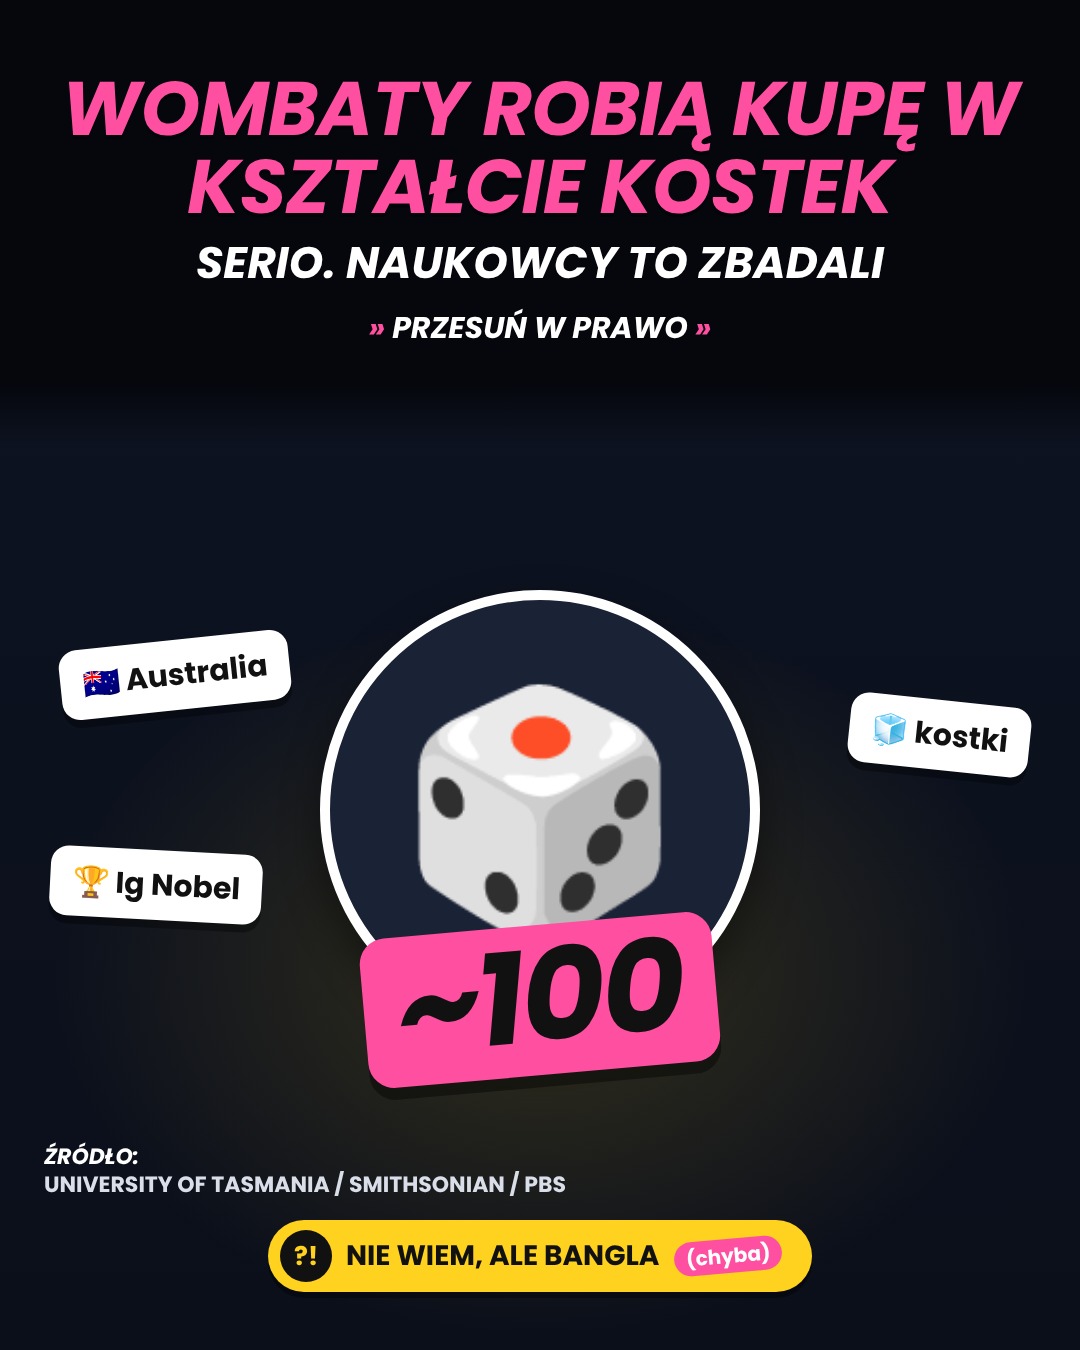 WOMBATY ROBIĄ KUPĘ W
KSZTAŁCIE KOSTEK
SERIO. NAUKOWCY TO ZBADALI
» PRZESUŃ W PRAWO »
Australia
kostki
Ig Nobel
~100
ŹRÓDŁO:
UNIVERSITY OF TASMANIA / SMITHSONIAN / PBS
?! NIE WIEM, ALE BANGLA (chyba)